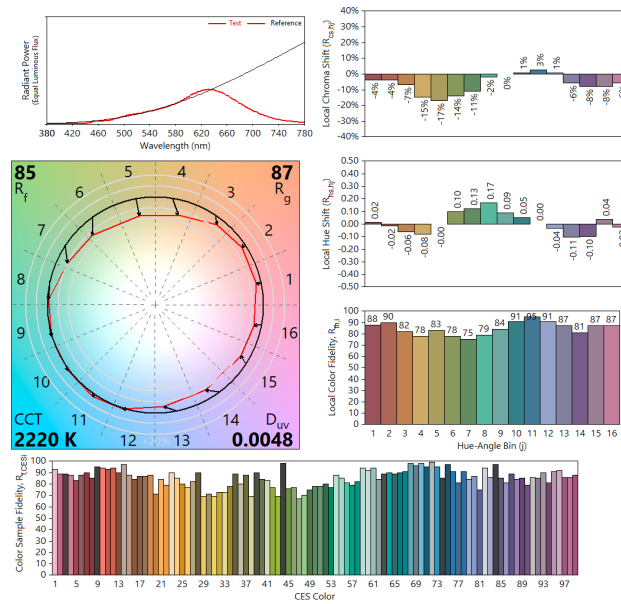 Test Reference
Radiant Power
(Equal Luminous Flux)
380 420 460 500 540 580 620 660 700 740 780
Wavelength (nm)
Local Chroma Shift (Rcs,hj)
40%
30%
20%
10%
0%
-10%
-20%
-30%
-40%
-4% -4% -7% -15% -17% -14% -11% -2% 0% 1% 3% 1% -6% -8% -8% -6%
85
Rf
87
Rg
1
2
3
4
5
6
7
8
9
10
11
12
13
14
15
16
CCT
2220 K
+20%
Duv
0.0048
Local Hue Shift (Rhs,hj)
0.50
0.40
0.30
0.20
0.10
0.00
-0.10
-0.20
-0.30
-0.40
-0.50
0.02 -0.02 -0.06 -0.08 -0.00 0.10 0.13 0.17 0.09 0.05 0.00 -0.04 -0.11 -0.10 0.04
Local Color Fidelity, Rfh,j
100
90
80
70
60
50
40
30
20
10
0
88 90 82 78 83 78 75 79 84 91 95 91 87 81 87 87
1 2 3 4 5 6 7 8 9 10 11 12 13 14 15 16
Hue-Angle Bin (j)
Color Sample Fidelity, Rf,CESi
100
90
80
70
60
50
40
30
20
10
0
1 5 9 13 17 21 25 29 33 37 41 45 49 53 57 61 65 69 73 77 81 85 89 93 97
CES Color